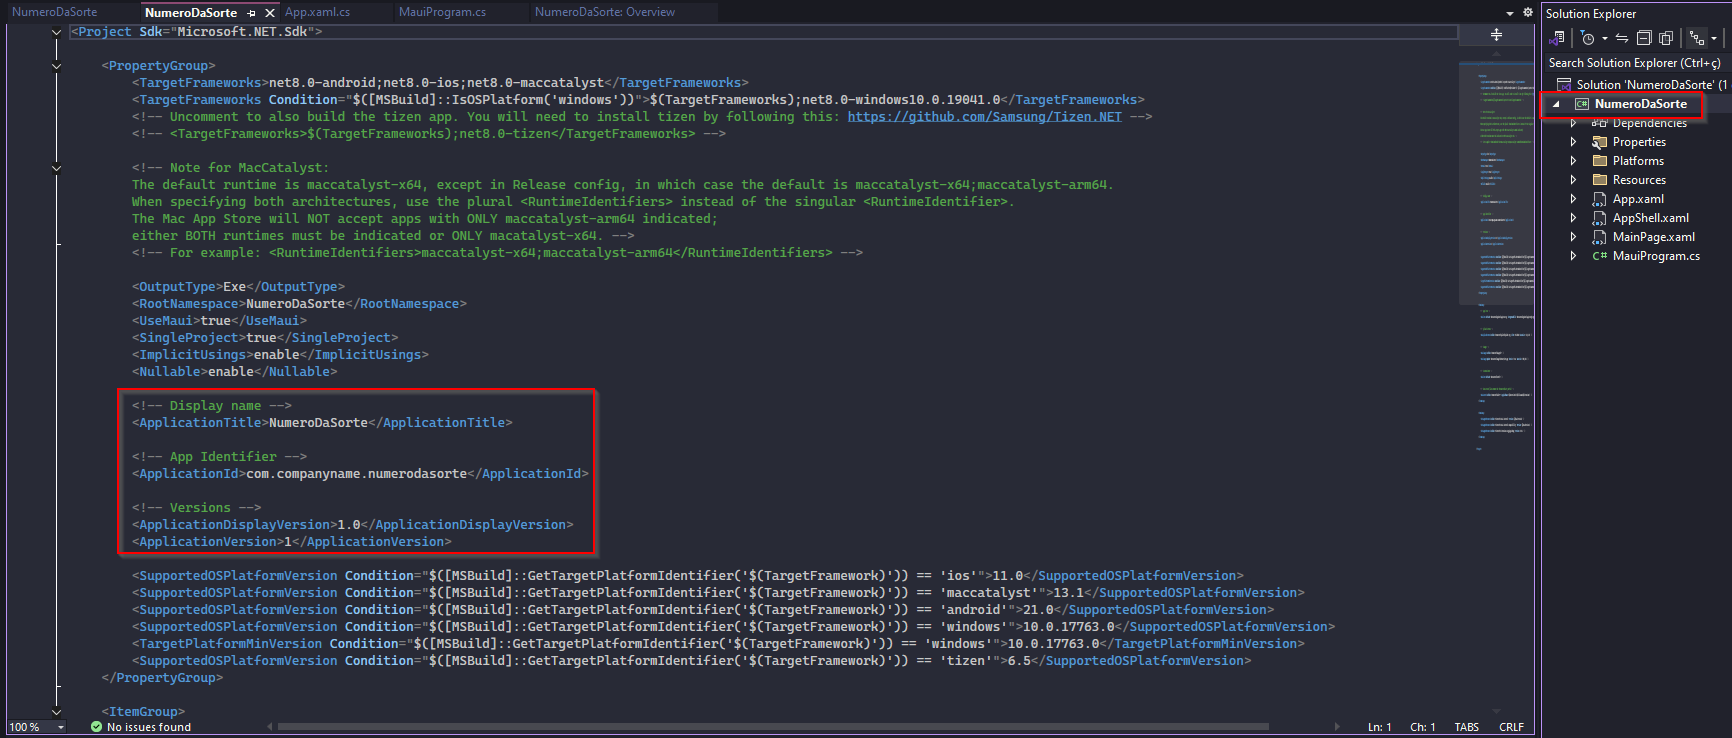 NumeroDaSorte
NumeroDaSorte
App.xaml.cs
MauiProgram.cs
NumeroDaSorte: Overview
<Project Sdk="Microsoft.NET.Sdk">
<PropertyGroup>
<TargetFrameworks>net8.0-android;net8.0-ios;net8.0-maccatalyst</TargetFrameworks>
<TargetFrameworks Condition="$([MSBuild]::IsOSPlatform('windows'))">$(TargetFrameworks);net8.0-windows10.0.19041.0</TargetFrameworks>
<!-- Uncomment to also build the tizen app. You will need to install tizen by following this: https://github.com/Samsung/Tizen.NET -->
<!-- <TargetFrameworks>$(TargetFrameworks);net8.0-tizen</TargetFrameworks> -->
<!-- Note for MacCatalyst:
The default runtime is maccatalyst-x64, except in Release config, in which case the default is maccatalyst-x64;maccatalyst-arm64.
When specifying both architectures, use the plural <RuntimeIdentifiers> instead of the singular <RuntimeIdentifier>.
The Mac App Store will NOT accept apps with ONLY maccatalyst-arm64 indicated;
either BOTH runtimes must be indicated or ONLY macatalyst-x64. -->
<!-- For example: <RuntimeIdentifiers>maccatalyst-x64;maccatalyst-arm64</RuntimeIdentifiers> -->
<OutputType>Exe</OutputType>
<RootNamespace>NumeroDaSorte</RootNamespace>
<UseMaui>true</UseMaui>
<SingleProject>true</SingleProject>
<ImplicitUsings>enable</ImplicitUsings>
<Nullable>enable</Nullable>
<!-- Display name -->
<ApplicationTitle>NumeroDaSorte</ApplicationTitle>
<!-- App Identifier -->
<ApplicationId>com.companyname.numerodasorte</ApplicationId>
<!-- Versions -->
<ApplicationDisplayVersion>1.0</ApplicationDisplayVersion>
<ApplicationVersion>1</ApplicationVersion>
<SupportedOSPlatformVersion Condition="$([MSBuild]::GetTargetPlatformIdentifier('$(TargetFramework)')) == 'ios'">11.0</SupportedOSPlatformVersion>
<SupportedOSPlatformVersion Condition="$([MSBuild]::GetTargetPlatformIdentifier('$(TargetFramework)')) == 'maccatalyst'">13.1</SupportedOSPlatformVersion>
<SupportedOSPlatformVersion Condition="$([MSBuild]::GetTargetPlatformIdentifier('$(TargetFramework)')) == 'android'">21.0</SupportedOSPlatformVersion>
<SupportedOSPlatformVersion Condition="$([MSBuild]::GetTargetPlatformIdentifier('$(TargetFramework)')) == 'windows'">10.0.17763.0</SupportedOSPlatformVersion>
<TargetPlatformMinVersion Condition="$([MSBuild]::GetTargetPlatformIdentifier('$(TargetFramework)')) == 'windows'">10.0.17763.0</TargetPlatformMinVersion>
<SupportedOSPlatformVersion Condition="$([MSBuild]::GetTargetPlatformIdentifier('$(TargetFramework)')) == 'tizen'">6.5</SupportedOSPlatformVersion>
</PropertyGroup>
<ItemGroup>
100 %
No issues found
Ln: 1
Ch: 1
TABS
CRLF
Solution Explorer
Search Solution Explorer (Ctrl+ç)
Solution 'NumeroDaSorte' (1
C# NumeroDaSorte
Dependencies
Properties
Platforms
Resources
App.xaml
AppShell.xaml
MainPage.xaml
C# MauiProgram.cs